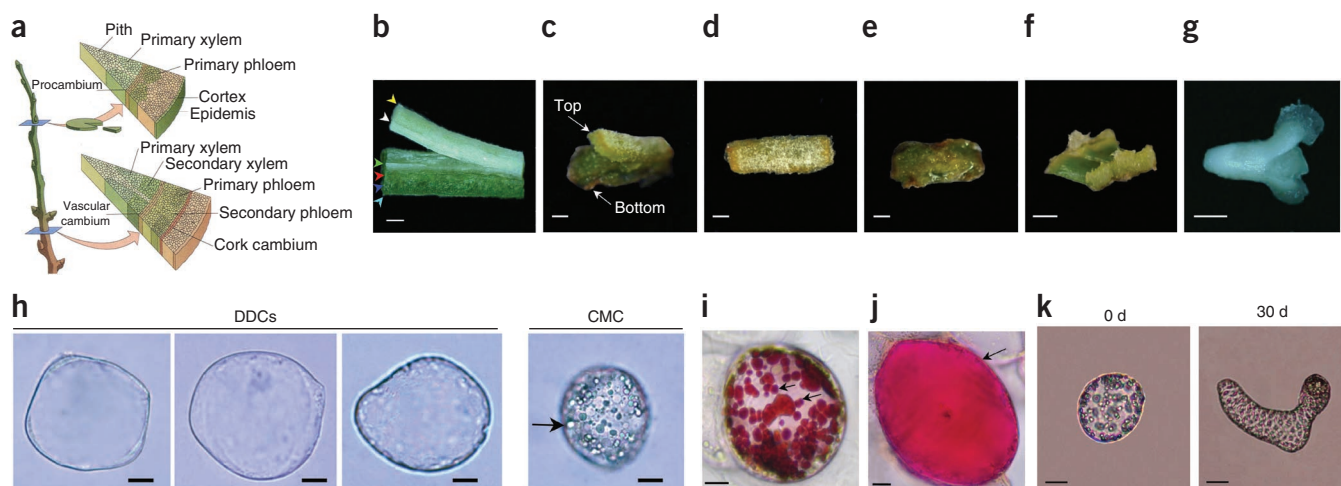 a
Pith
Primary xylem
Primary phloem
Procambium
Cortex
Epidemis
Primary xylem
Secondary xylem
Primary phloem
Vascular
cambium
Secondary phloem
Cork cambium
b
c
Top
Bottom
d
e
f
g
h
DDCs
CMC
i
j
k
0 d
30 d